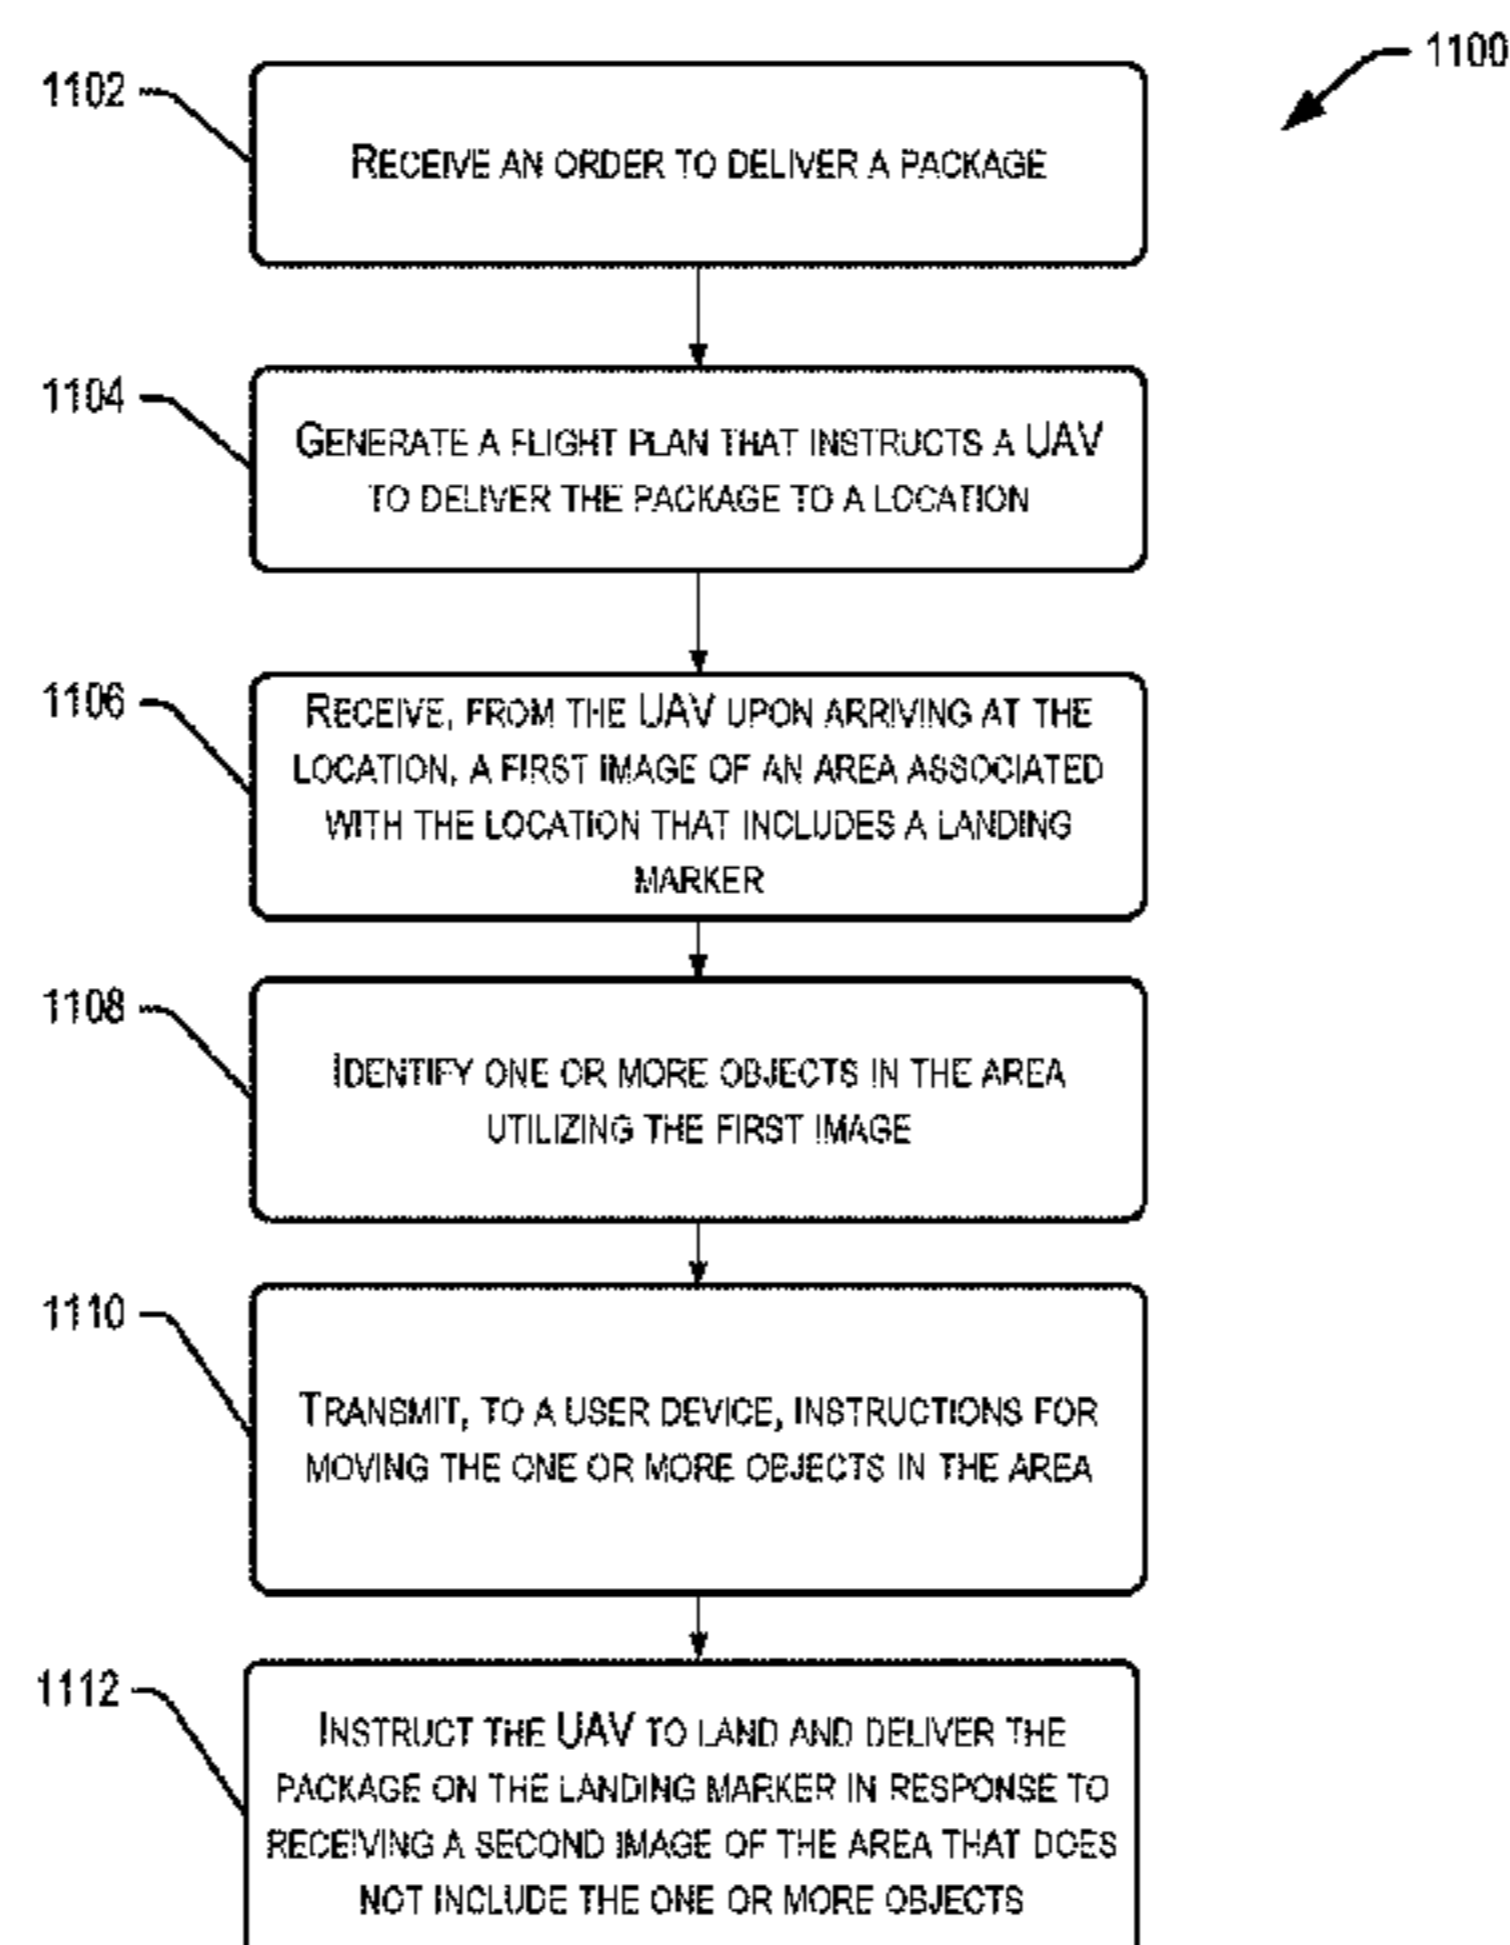 1100
1102
RECEIVE AN ORDER TO DELIVER A PACKAGE
1104
GENERATE A FLIGHT PLAN THAT INSTRUCTS A UAV
TO DELIVER THE PACKAGE TO A LOCATION
1106
RECEIVE, FROM THE UAV UPON ARRIVING AT THE
LOCATION, A FIRST IMAGE OF AN AREA ASSOCIATED
WITH THE LOCATION THAT INCLUDES A LANDING
MARKER
1108
IDENTIFY ONE OR MORE OBJECTS IN THE AREA
UTILIZING THE FIRST IMAGE
1110
TRANSMIT, TO A USER DEVICE, INSTRUCTIONS FOR
MOVING THE ONE OR MORE OBJECTS IN THE AREA
1112
INSTRUCT THE UAV TO LAND AND DELIVER THE
PACKAGE ON THE LANDING MARKER IN RESPONSE TO
RECEIVING A SECOND IMAGE OF THE AREA THAT DOES
NOT INCLUDE THE ONE OR MORE OBJECTS